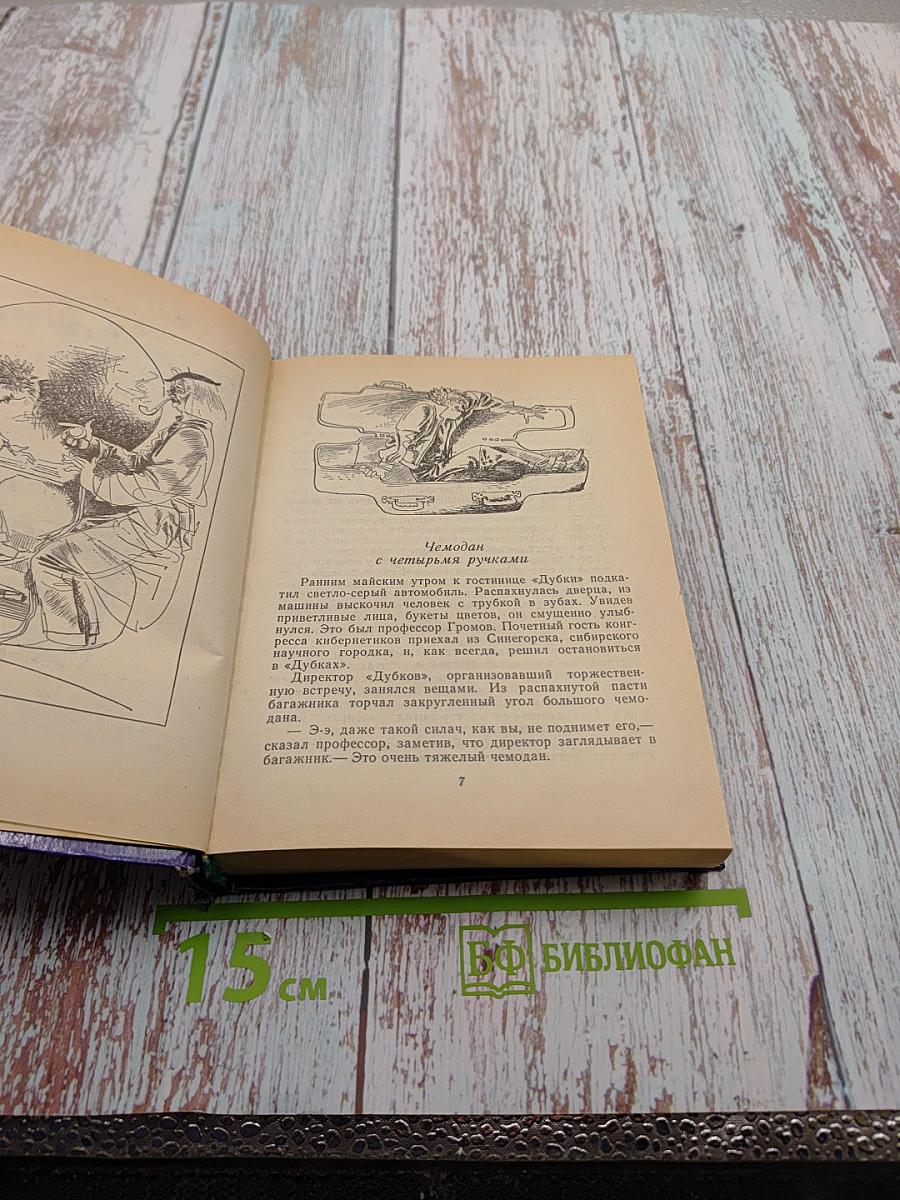 Чемодан
с четырьмя ручками
Ранним майским утром к гостинице «Дубки» подка-
тил светло-серый автомобиль. Распахнулась дверца, из
машины выскочил человек с трубкой в зубах. Увидев
приветливые лица, букеты цветов, он смущенно улыб-
нулся. Это был профессор Громов. Почетный гость конг-
ресса кибернетиков приехал из Синегорска, сибирского
научного городка, и, как всегда, решил остановиться
в «Дубках».
Директор «Дубков», организовавший торжествен-
ную встречу, занялся вещами. Из распахнутой пасти
багажника торчал закругленный угол большого чемо-
дана.
— Э-э, даже такой силач, как вы, не поднимет его,—
сказал профессор, заметив, что директор заглядывает в
багажник.— Это очень тяжелый чемодан.
7
15 см
БФ БИБЛИОФАН